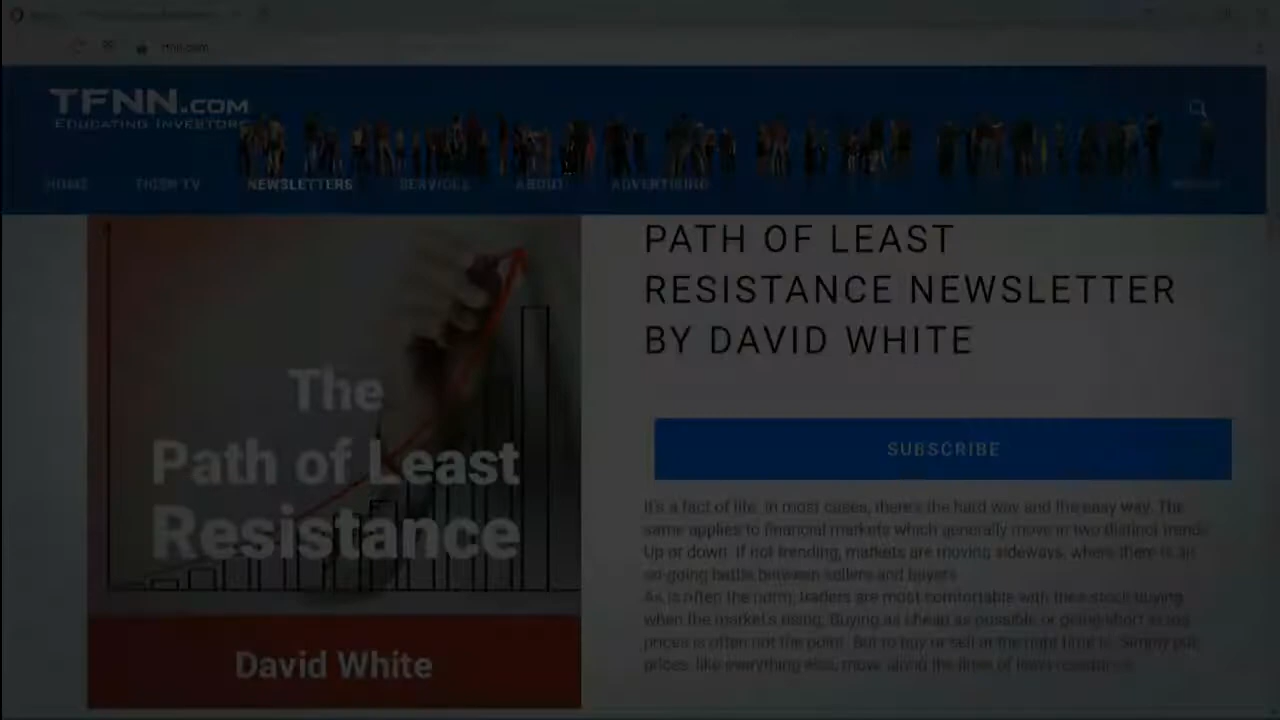 tfnn.com
TFNN.COM
EDUCATING INVESTORS
HOME TIGER TV NEWSLETTERS SERVICES ABOUT ADVERTISING
PATH OF LEAST
RESISTANCE NEWSLETTER
BY DAVID WHITE
The
Path of Least
Resistance
David White
SUBSCRIBE
It's a fact of life. In most cases, there's the hard way and the easy way. The
same applies to financial markets which generally move in two distinct trends
Up or down. If not trending, markets are moving sideways, where there is an
on-going battle between sellers and buyers
As is often the norm, traders are most comfortable with their stock buying
when the market's rising. Buying as cheap as possible or going short at top
prices is often not the point. But to buy or sell at the right time is. Simply put,
prices, like everything else, move along the lines of least resistance.